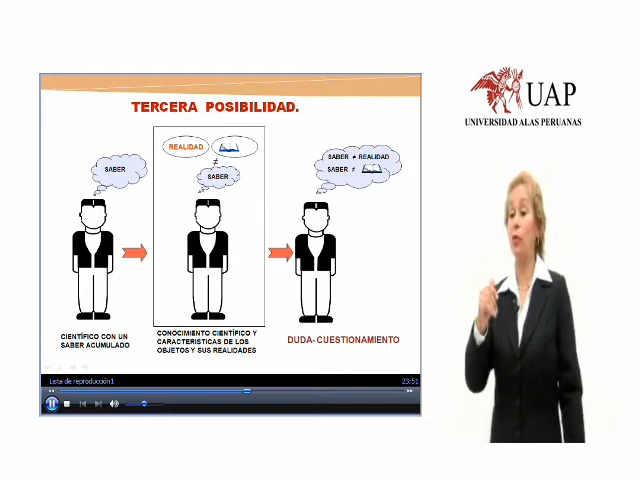 UAP
UNIVERSIDAD ALAS PERUANAS
TERCERA POSIBILIDAD.
SABER
REALIDAD
≠
SABER
SABER ≠ REALIDAD
SABER ≠
CIENTÍFICO CON UN
SABER ACUMULADO
CONOCIMIENTO CIENTÍFICO Y
CARACTERISTICAS DE LOS
OBJETOS Y SUS REALIDADES
DUDA- CUESTIONAMIENTO
Lista de reproducción1
23:51